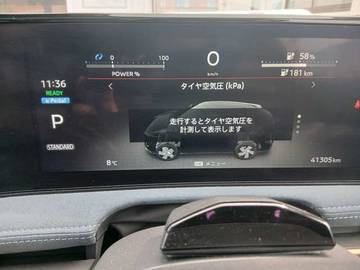 0 100
POWER %
0
km/h
58 %
181 km
11:36
READY
e-Pedal
P
STANDARD
タイヤ空気圧 (kPa)
走行するとタイヤ空気圧を
計測して表示します
8℃
メニュー
41305 km